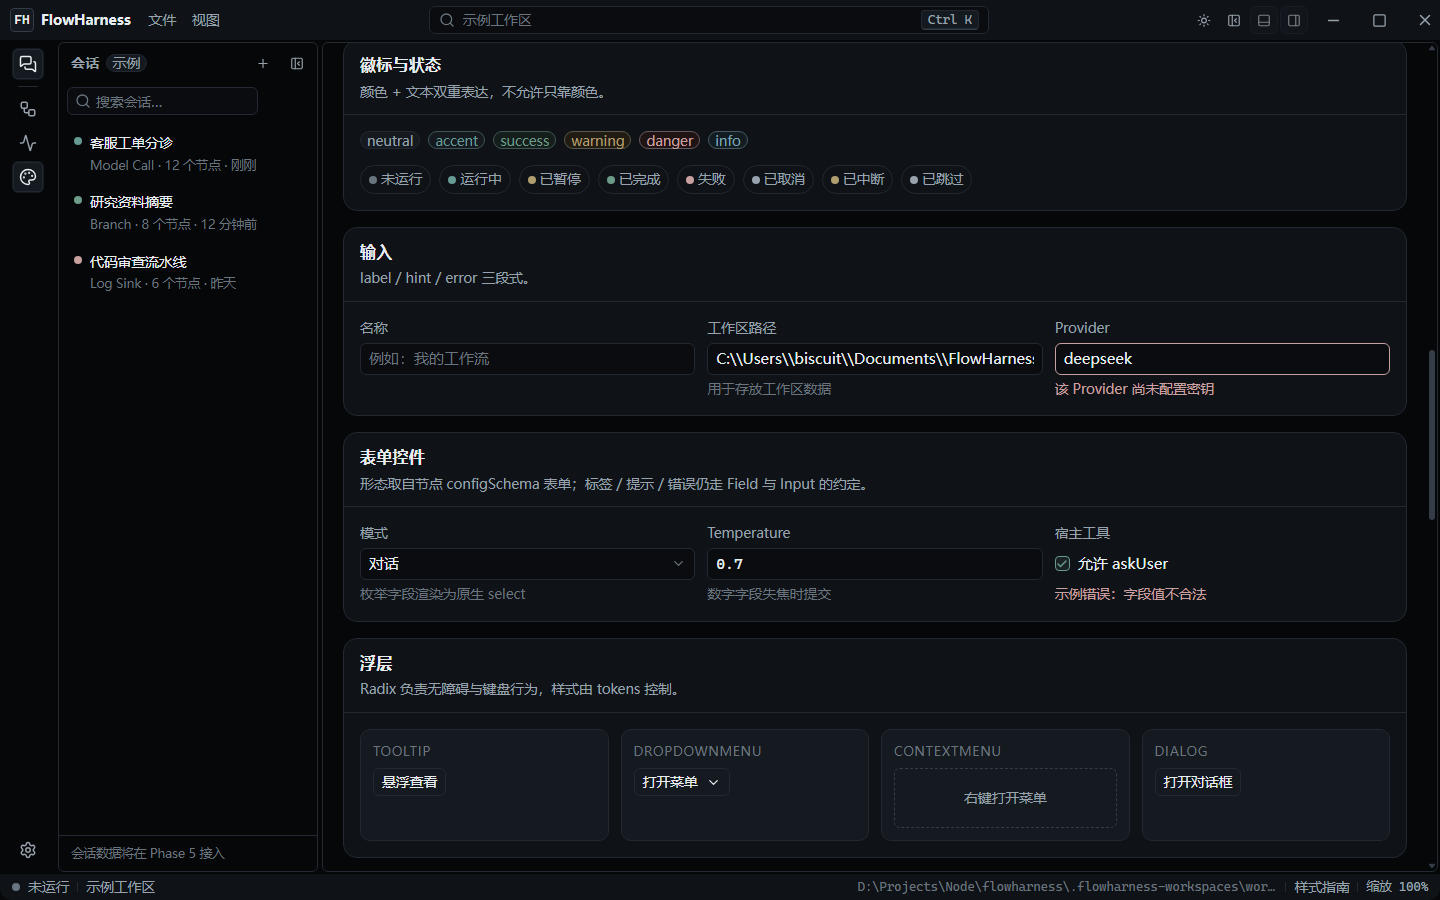 FH FlowHarness 文件 视图 示例工作区 Ctrl K
会话 示例
搜索会话...
客服工单分诊
Model Call · 12 个节点 · 刚刚
研究资料摘要
Branch · 8 个节点 · 12 分钟前
代码审查流水线
Log Sink · 6 个节点 · 昨天
会话数据将在 Phase 5 接入
徽标与状态
颜色 + 文本双重表达，不允许只靠颜色。
neutral accent success warning danger info
未运行 运行中 已暂停 已完成 失败 已取消 已中断 已跳过
输入
label / hint / error 三段式。
名称 工作区路径 Provider
例如：我的工作流 C:\\Users\\biscuit\\Documents\\FlowHarness deepseek
用于存放工作区数据 该 Provider 尚未配置密钥
表单控件
形态取自节点 configSchema 表单；标签 / 提示 / 错误仍走 Field 与 Input 的约定。
模式 Temperature 宿主工具
对话 0.7 允许 askUser
枚举字段渲染为原生 select 数字字段失焦时提交 示例错误：字段值不合法
浮层
Radix 负责无障碍与键盘行为，样式由 tokens 控制。
TOOLTIP DROPDOWNMENU CONTEXTMENU DIALOG
悬浮查看 打开菜单 右键打开菜单 打开对话框
未运行 示例工作区 D:\Projects\Node\flowharness\.flowharness-workspaces\wor… 样式指南 缩放 100%